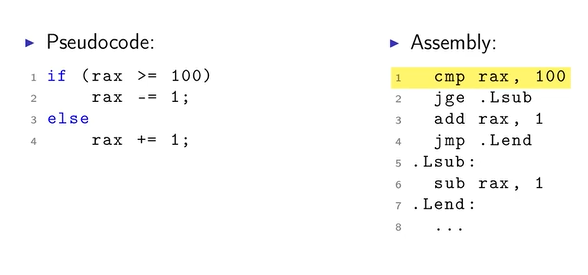 ▶ Pseudocode:
1 if (rax >= 100)
2     rax -= 1;
3 else
4     rax += 1;
▶ Assembly:
1   cmp rax, 100
2   jge .Lsub
3   add rax, 1
4   jmp .Lend
5 .Lsub:
6   sub rax, 1
7 .Lend:
8   ...